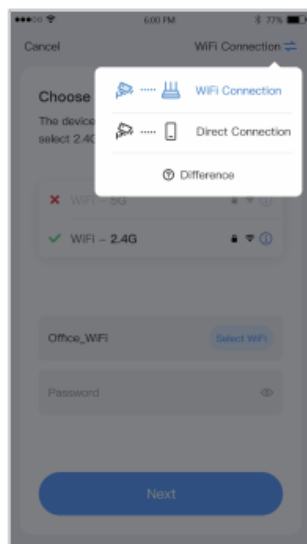 6:00 PM 77%
Cancel WiFi Connection
WiFi Connection
Choose
Direct Connection
The device
select 2.4G
Difference
WIFI – 5G
WIFI – 2.4G
Office_WiFi Select WiFi
Password
Next